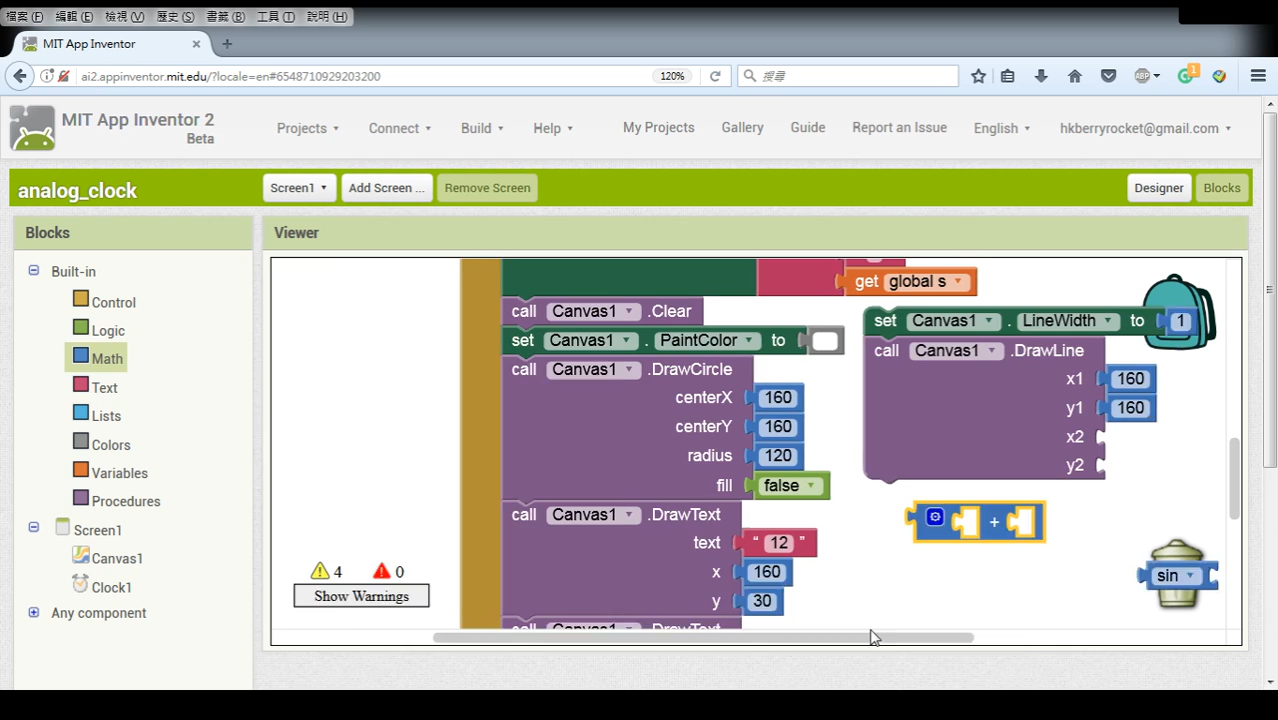 檔案(F) 編輯(E) 檢視(V) 歷史(S) 書籤(B) 工具(T) 說明(H)
MIT App Inventor
ai2.appinventor.mit.edu/?locale=en#6548710929203200 120% 搜尋 ABP 1
MIT App Inventor 2
Beta
Projects Connect Build Help My Projects Gallery Guide Report an Issue English hkberryrocket@gmail.com
analog_clock Screen1 Add Screen ... Remove Screen Designer Blocks
Blocks
Viewer
Built-in
Control
Logic
Math
Text
Lists
Colors
Variables
Procedures
Screen1
Canvas1
Clock1
Any component
get global s
call Canvas1 .Clear
set Canvas1 . PaintColor to
call Canvas1 .DrawCircle
centerX 160
centerY 160
radius 120
fill false
call Canvas1 .DrawText
text “ 12 ”
x 160
y 30
call Canvas1 .DrawText
set Canvas1 . LineWidth to 1
call Canvas1 .DrawLine
x1 160
y1 160
x2
y2
+
sin
4 0
Show Warnings